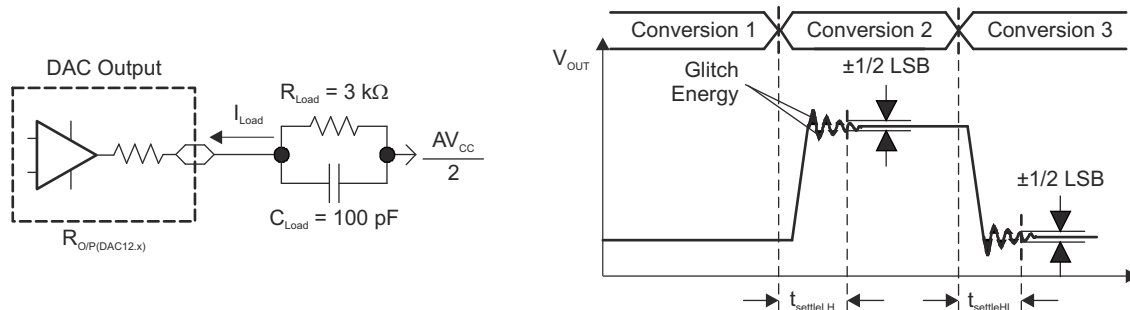 DAC Output
I_Load
R_Load = 3 kΩ
AV_CC
2
C_Load = 100 pF
R_O/P(DAC12.x)
Conversion 1
Conversion 2
Conversion 3
V_OUT
Glitch
Energy
±1/2 LSB
±1/2 LSB
t_settleLH
t_settleHL